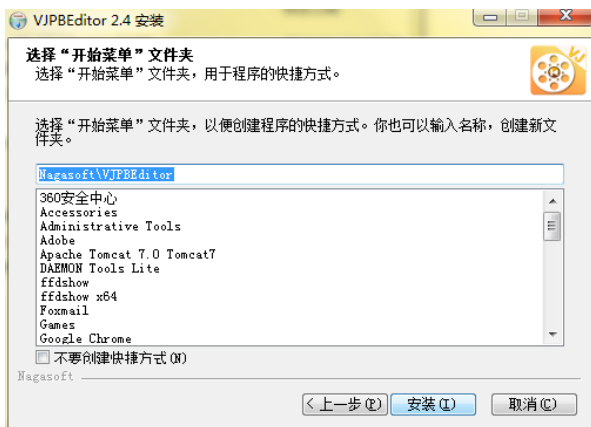 VJPBEditor 2.4 安装
选择“开始菜单”文件夹
选择“开始菜单”文件夹，用于程序的快捷方式。
VJ
选择“开始菜单”文件夹，以便创建程序的快捷方式。你也可以输入名称，创建新文
件夹。
Nagasoft\VJPBEditor
360安全中心
Accessories
Administrative Tools
Adobe
Apache Tomcat 7.0 Tomcat7
DAEMON Tools Lite
ffdshow
ffdshow x64
Foxmail
Games
Google Chrome
不要创建快捷方式(N)
Nagasoft
< 上一步(P) 安装(I) 取消(C)